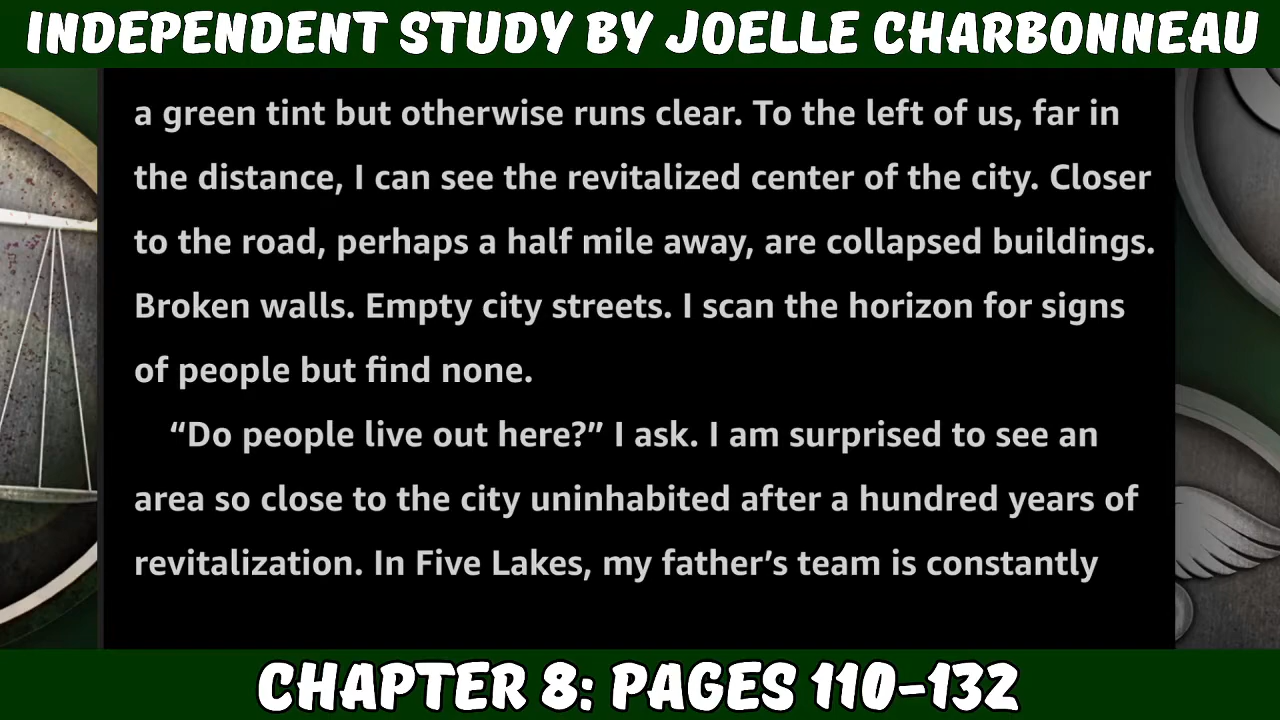 INDEPENDENT STUDY BY JOELLE CHARBONNEAU
a green tint but otherwise runs clear. To the left of us, far in
the distance, I can see the revitalized center of the city. Closer
to the road, perhaps a half mile away, are collapsed buildings.
Broken walls. Empty city streets. I scan the horizon for signs
of people but find none.
“Do people live out here?” I ask. I am surprised to see an
area so close to the city uninhabited after a hundred years of
revitalization. In Five Lakes, my father’s team is constantly
CHAPTER 8: PAGES 110-132